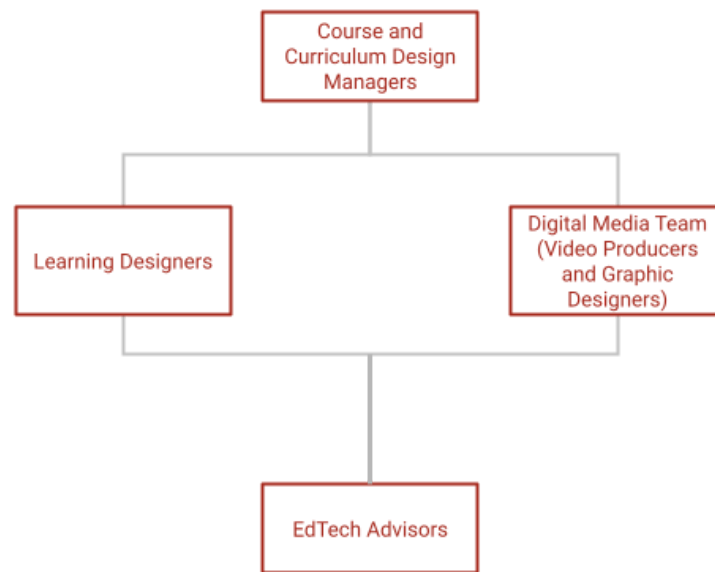 Course and
Curriculum Design
Managers
Learning Designers
Digital Media Team
(Video Producers
and Graphic
Designers)
EdTech Advisors